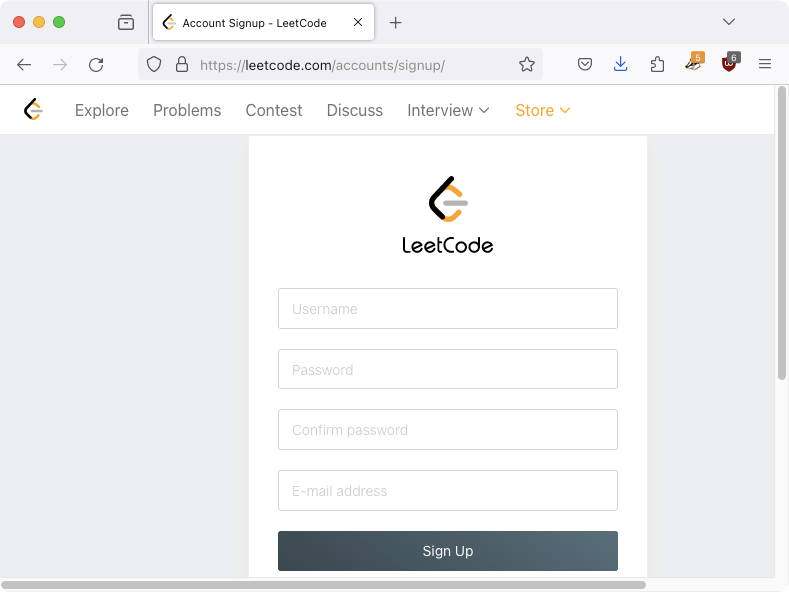 Account Signup - LeetCode
https://leetcode.com/accounts/signup/
5
6
Explore Problems Contest Discuss Interview Store
LeetCode
Username
Password
Confirm password
E-mail address
Sign Up